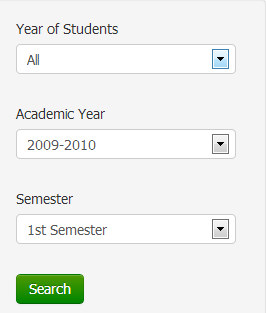 Year of Students
All
Academic Year
2009-2010
Semester
1st Semester
Search